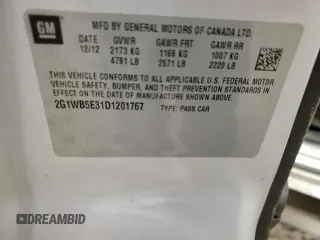 GM
MFD BY GENERAL MOTORS OF CANADA LTD.
DATE GVWR GAWR FRT GAWR RR
12/12 2173 KG 1166 KG 1007 KG
4791 LB 2571 LB 2220 LB
THIS VEHICLE CONFORMS TO ALL APPLICABLE U.S. FEDERAL MOTOR
VEHICLE SAFETY, BUMPER, AND THEFT PREVENTION STANDARDS IN
EFFECT ON THE DATE OF MANUFACTURE SHOWN ABOVE.
2G1WB5E31D1201767 TYPE: PASS CAR
DREAMBID